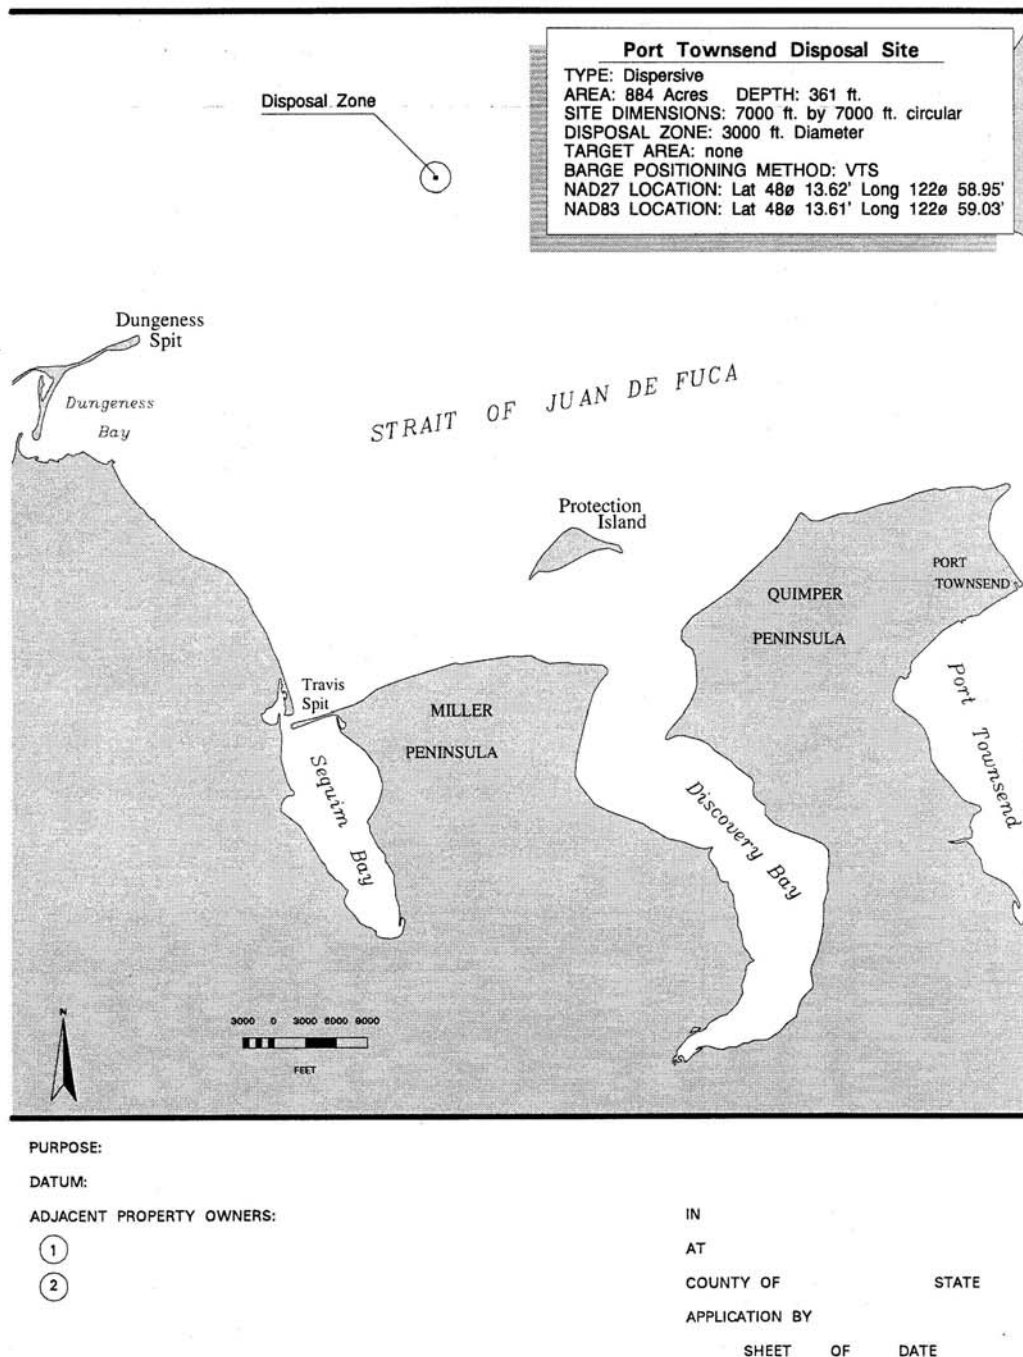 Port Townsend Disposal Site
TYPE: Dispersive
AREA: 884 Acres DEPTH: 361 ft.
SITE DIMENSIONS: 7000 ft. by 7000 ft. circular
DISPOSAL ZONE: 3000 ft. Diameter
TARGET AREA: none
BARGE POSITIONING METHOD: VTS
NAD27 LOCATION: Lat 48ø 13.62' Long 122ø 58.95'
NAD83 LOCATION: Lat 48ø 13.61' Long 122ø 59.03'
Disposal Zone
Dungeness
Spit
Dungeness
Bay
STRAIT OF JUAN DE FUCA
Protection
Island
PORT
TOWNSEND
QUIMPER
PENINSULA
Travis
Spit
MILLER
PENINSULA
Sequim Bay
Discovery Bay
Port Townsend
N
3000 0 3000 6000 9000
FEET
PURPOSE:
DATUM:
ADJACENT PROPERTY OWNERS:
1
2
IN
AT
COUNTY OF STATE
APPLICATION BY
SHEET OF DATE